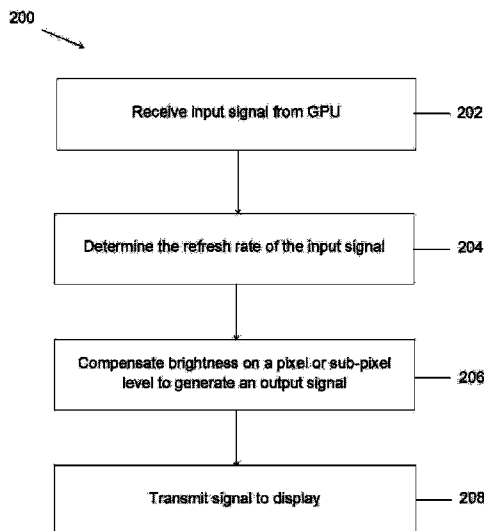 200
Receive input signal from GPU
202
Determine the refresh rate of the input signal
204
Compensate brightness on a pixel or sub-pixel
level to generate an output signal
206
Transmit signal to display
208